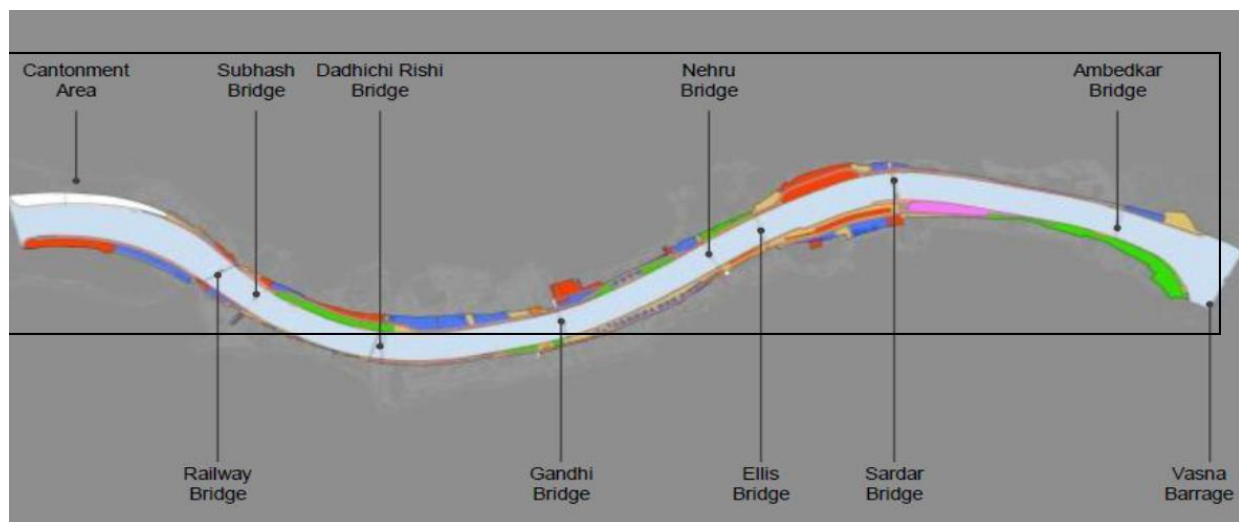 Cantonment
Area
Subhash
Bridge
Dadhichi Rishi
Bridge
Nehru
Bridge
Ambedkar
Bridge
Railway
Bridge
Gandhi
Bridge
Ellis
Bridge
Sardar
Bridge
Vasna
Barrage